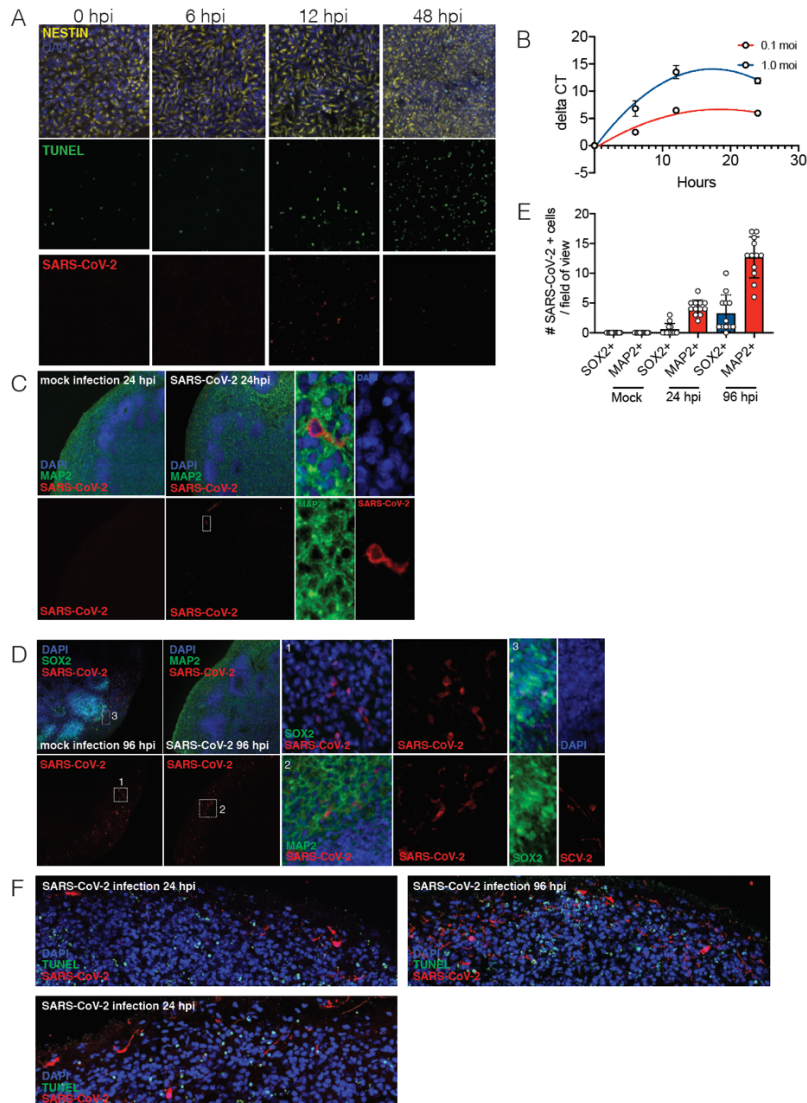 A
0 hpi
6 hpi
12 hpi
48 hpi
NESTIN
DAPI
TUNEL
SARS-CoV-2
B
delta CT
20
15
10
5
0
-5
0
10
20
30
Hours
0.1 moi
1.0 moi
E
# SARS-CoV-2 + cells
/ field of view
20
15
10
5
0
SOX2+
MAP2+
SOX2+
MAP2+
SOX2+
MAP2+
Mock
24 hpi
96 hpi
C
mock infection 24 hpi
DAPI
MAP2
SARS-CoV-2
SARS-CoV-2 24hpi
DAPI
MAP2
SARS-CoV-2
DAPI
SARS-CoV-2
SARS-CoV-2
MAP2
SARS-CoV-2
D
DAPI
SOX2
SARS-CoV-2
3
mock infection 96 hpi
DAPI
MAP2
SARS-CoV-2
SARS-CoV-2 96 hpi
1
SOX2
SARS-CoV-2
SARS-CoV-2
3
DAPI
SARS-CoV-2
1
SARS-CoV-2
2
2
MAP2
SARS-CoV-2
SARS-CoV-2
SOX2
SCV-2
F
SARS-CoV-2 infection 24 hpi
DAPI
TUNEL
SARS-CoV-2
SARS-CoV-2 infection 96 hpi
DAPI
TUNEL
SARS-CoV-2
SARS-CoV-2 infection 24 hpi
DAPI
TUNEL
SARS-CoV-2